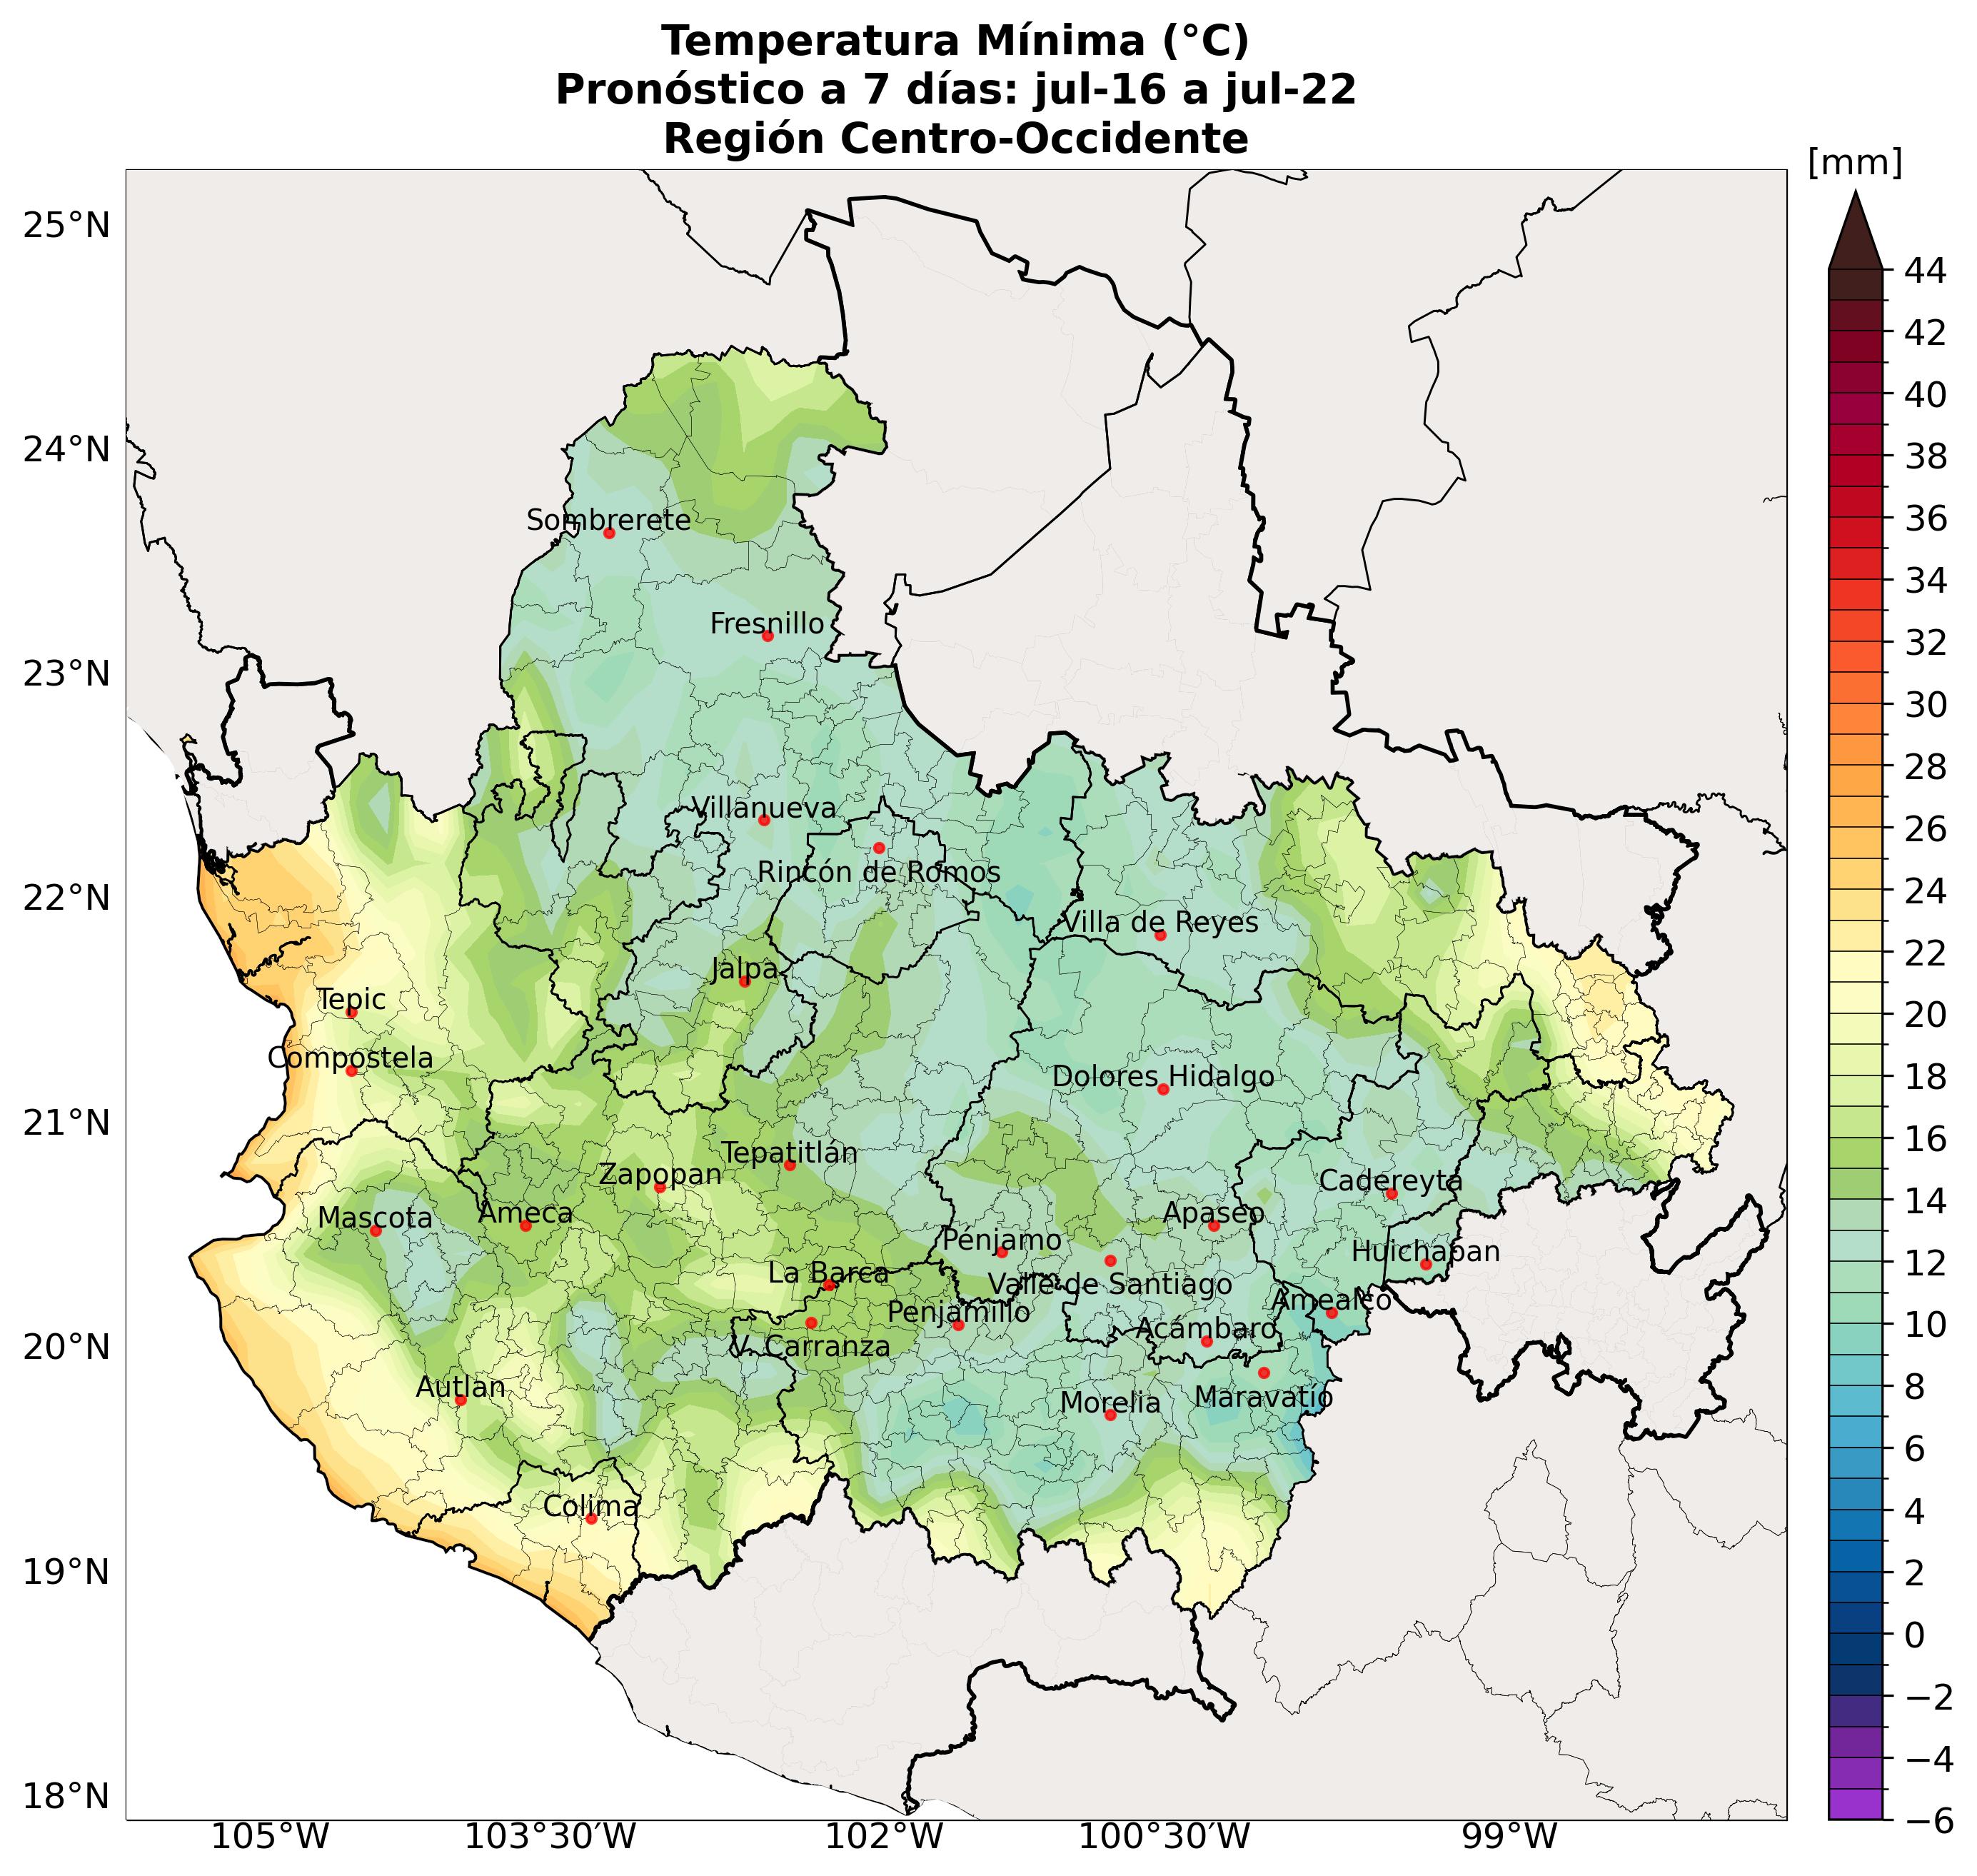 Temperatura Mínima (°C)
Pronóstico a 7 días: jul-16 a jul-22
Región Centro-Occidente
[mm]
25°N
24°N
23°N
22°N
21°N
20°N
19°N
18°N
44
42
40
38
36
34
32
30
28
26
24
22
20
18
16
14
12
10
8
6
4
2
0
−2
−4
−6
Sombrerete
Fresnillo
Villanueva
Rincón de Romos
Villa de Reyes
Jalpa
Tepic
Compostela
Dolores Hidalgo
Tepatitlán
Zapopan
Cadereyta
Mascota
Ameca
Apaseo
Pénjamo
Huichapan
La Barca
Valle de Santiago
Amealco
Penjamillo
Acámbaro
V. Carranza
Autlan
Maravatío
Morelia
Colima
105°W
103°30′W
102°W
100°30′W
99°W